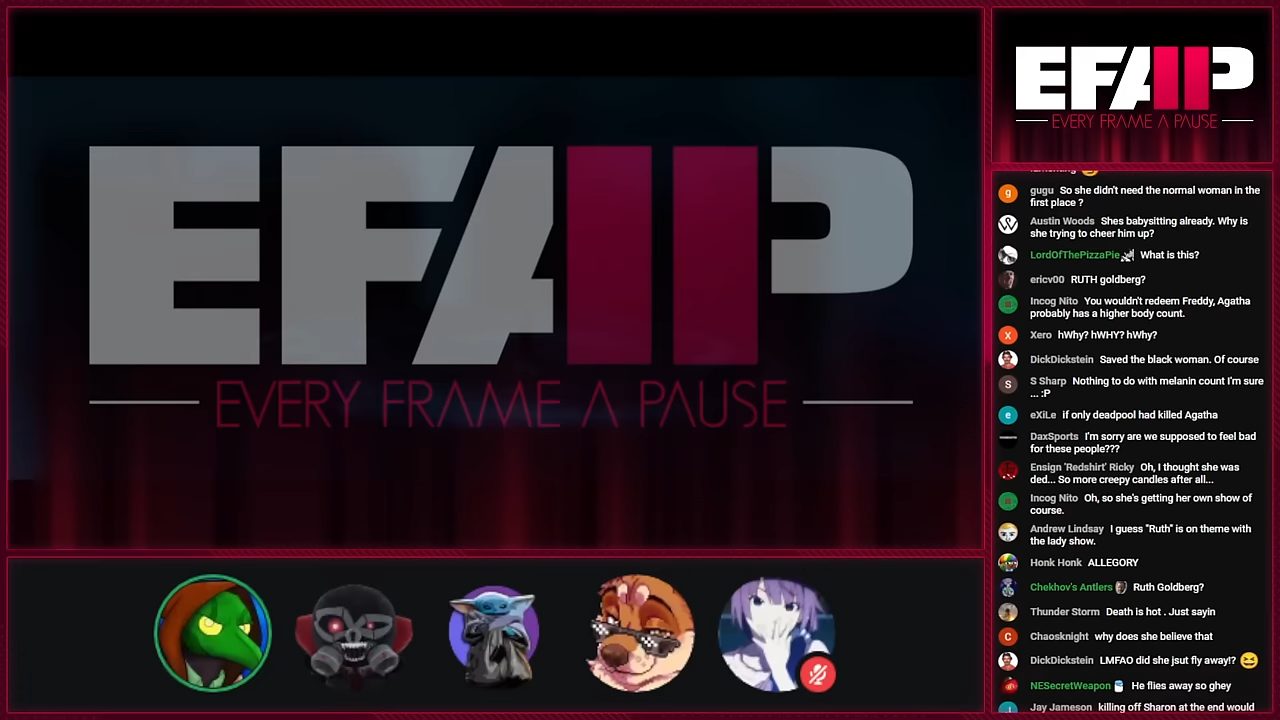 EFAP
EVERY FRAME A PAUSE
EFAP
EVERY FRAME A PAUSE
gugu So she didn't need the normal woman in the
first place ?
Austin Woods Shes babysitting already. Why is
she trying to cheer him up?
LordOfThePizzaPie What is this?
ericv00 RUTH goldberg?
Incog Nito You wouldn't redeem Freddy, Agatha
probably has a higher body count.
X Xero hWhy? hWHY? hWhy?
DickDickstein Saved the black woman. Of course
S S Sharp Nothing to do with melanin count I'm sure
... :P
e eXiLe if only deadpool had killed Agatha
DaxSports I'm sorry are we supposed to feel bad
for these people???
Ensign 'Redshirt' Ricky Oh, I thought she was
ded... So more creepy candles after all...
Incog Nito Oh, so she's getting her own show of
course.
Andrew Lindsay I guess "Ruth" is on theme with
the lady show.
Honk Honk ALLEGORY
Chekhov's Antlers Ruth Goldberg?
Thunder Storm Death is hot . Just sayin
C Chaosknight why does she believe that
DickDickstein LMFAO did she jsut fly away!? 😆
NESecretWeapon He flies away so ghey
J Jay Jameson killing off Sharon at the end would